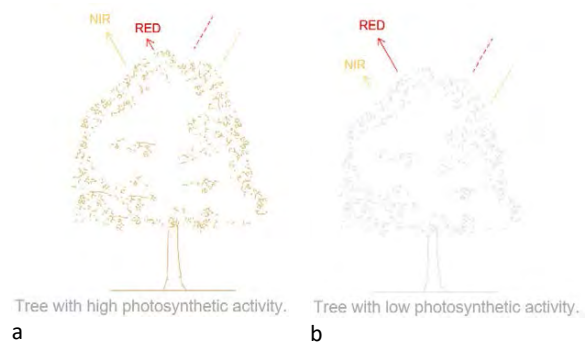 NIR
RED
RED
NIR
Tree with high photosynthetic activity.
Tree with low photosynthetic activity.
a
b